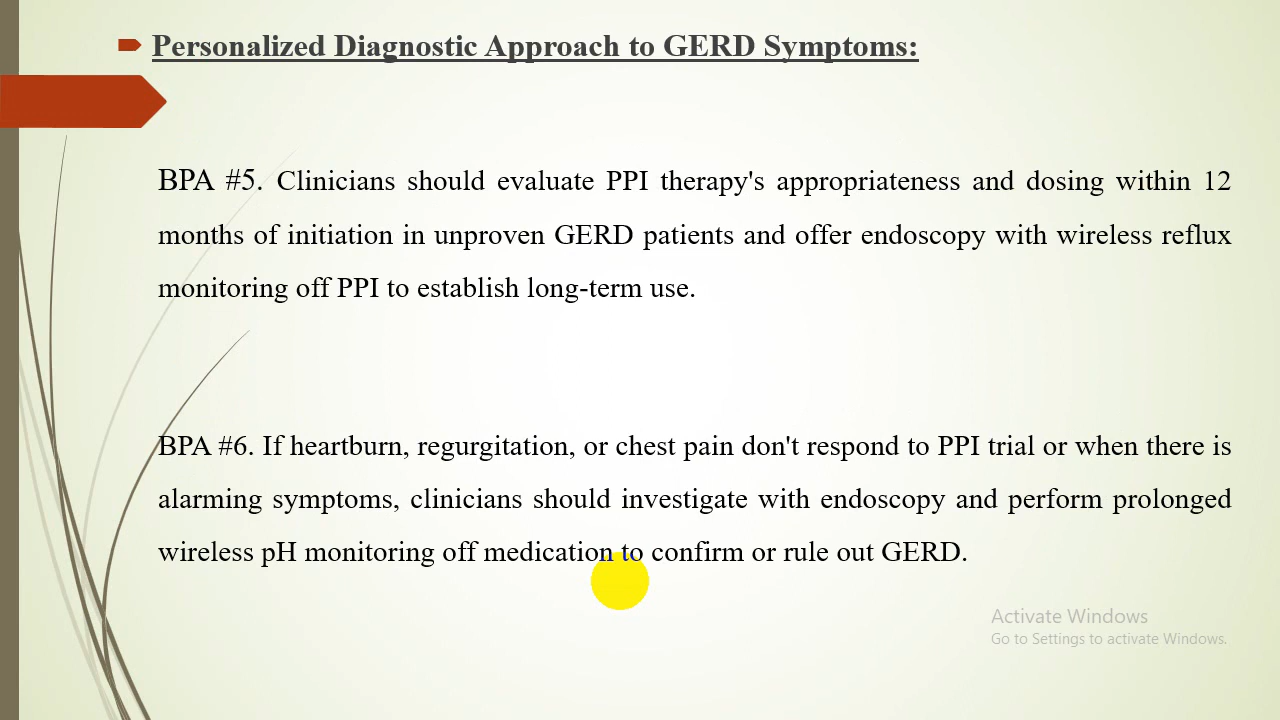 Personalized Diagnostic Approach to GERD Symptoms:
BPA #5. Clinicians should evaluate PPI therapy's appropriateness and dosing within 12
months of initiation in unproven GERD patients and offer endoscopy with wireless reflux
monitoring off PPI to establish long-term use.
BPA #6. If heartburn, regurgitation, or chest pain don't respond to PPI trial or when there is
alarming symptoms, clinicians should investigate with endoscopy and perform prolonged
wireless pH monitoring off medication to confirm or rule out GERD.
Activate Windows
Go to Settings to activate Windows.